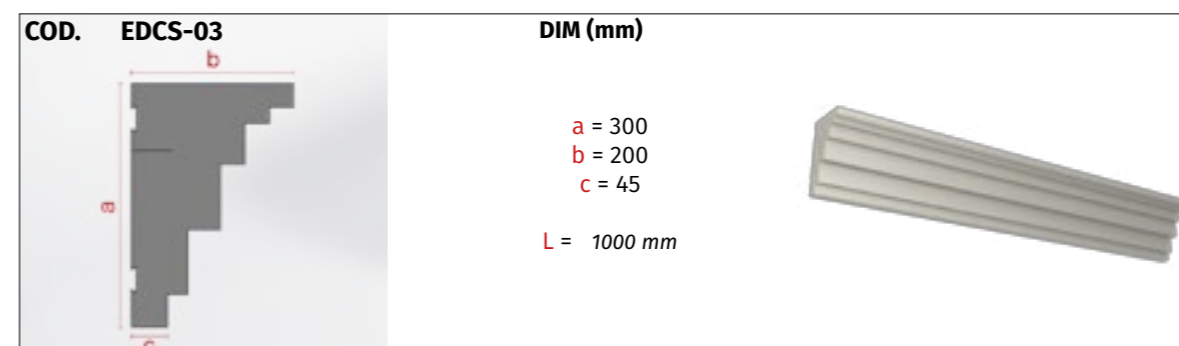 COD. EDCS-03
DIM (mm)
b
a
c
a = 300
b = 200
c = 45
L = 1000 mm